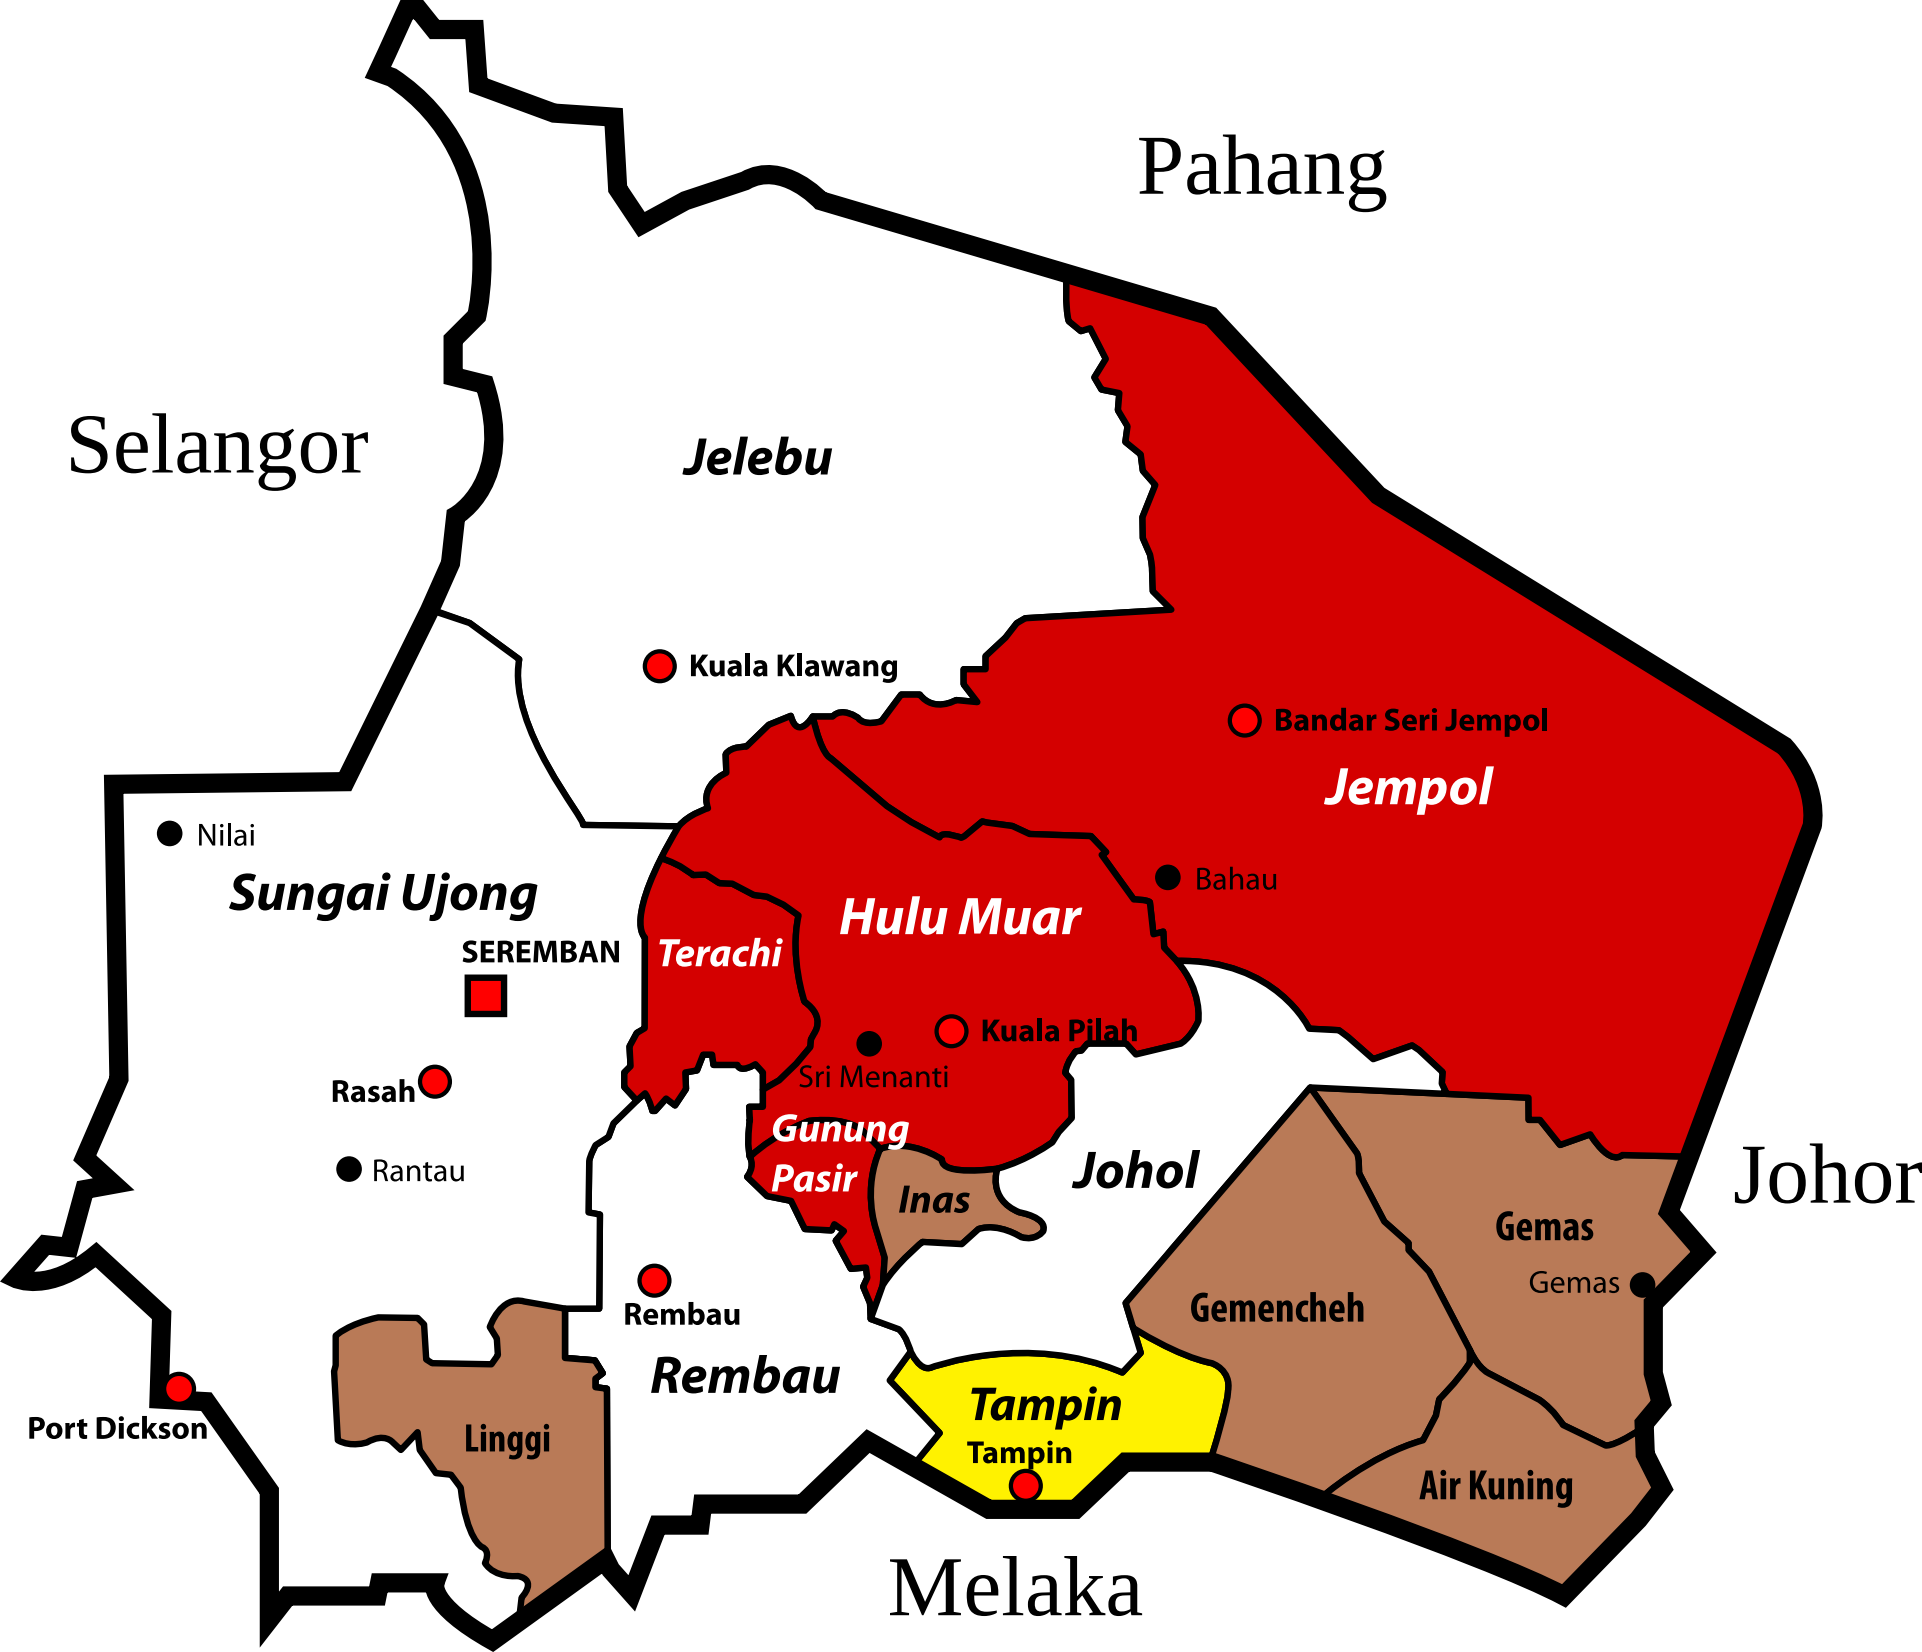 Pahang
Selangor
Jelebu
Kuala Klawang
Bandar Seri Jempol
Jempol
Nilai
Sungai Ujong
Bahau
Hulu Muar
SEREMBAN
Terachi
Kuala Pilah
Sri Menanti
Rasah
Rantau
Gunung
Pasir
Inas
Johol
Johor
Gemas
Gemas
Gemencheh
Rembau
Rembau
Port Dickson
Linggi
Tampin
Tampin
Air Kuning
Melaka